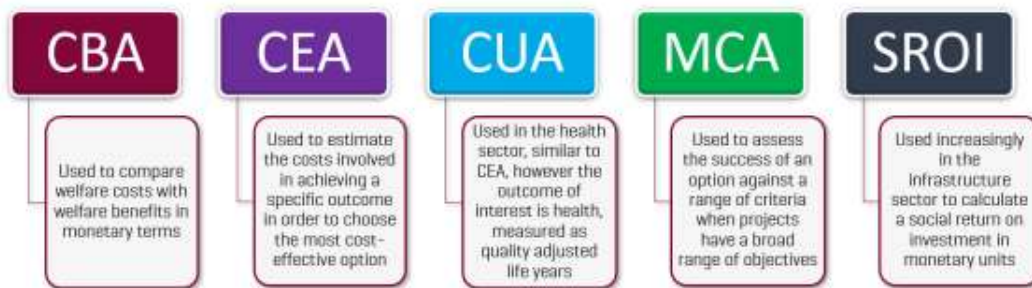 CBA
Used to compare
welfare costs with
welfare benefits in
monetary terms
CEA
Used to estimate
the costs involved
in achieving a
specific outcome
in order to choose
the most cost-
effective option
CUA
Used in the health
sector, similar to
CEA, however the
outcome of
interest is health,
measured as
quality adjusted
life years
MCA
Used to assess
the success of an
option against a
range of criteria
when projects
have a broad
range of objectives
SROI
Used increasingly
in the
infrastructure
sector to calculate
a social return on
investment in
monetary units